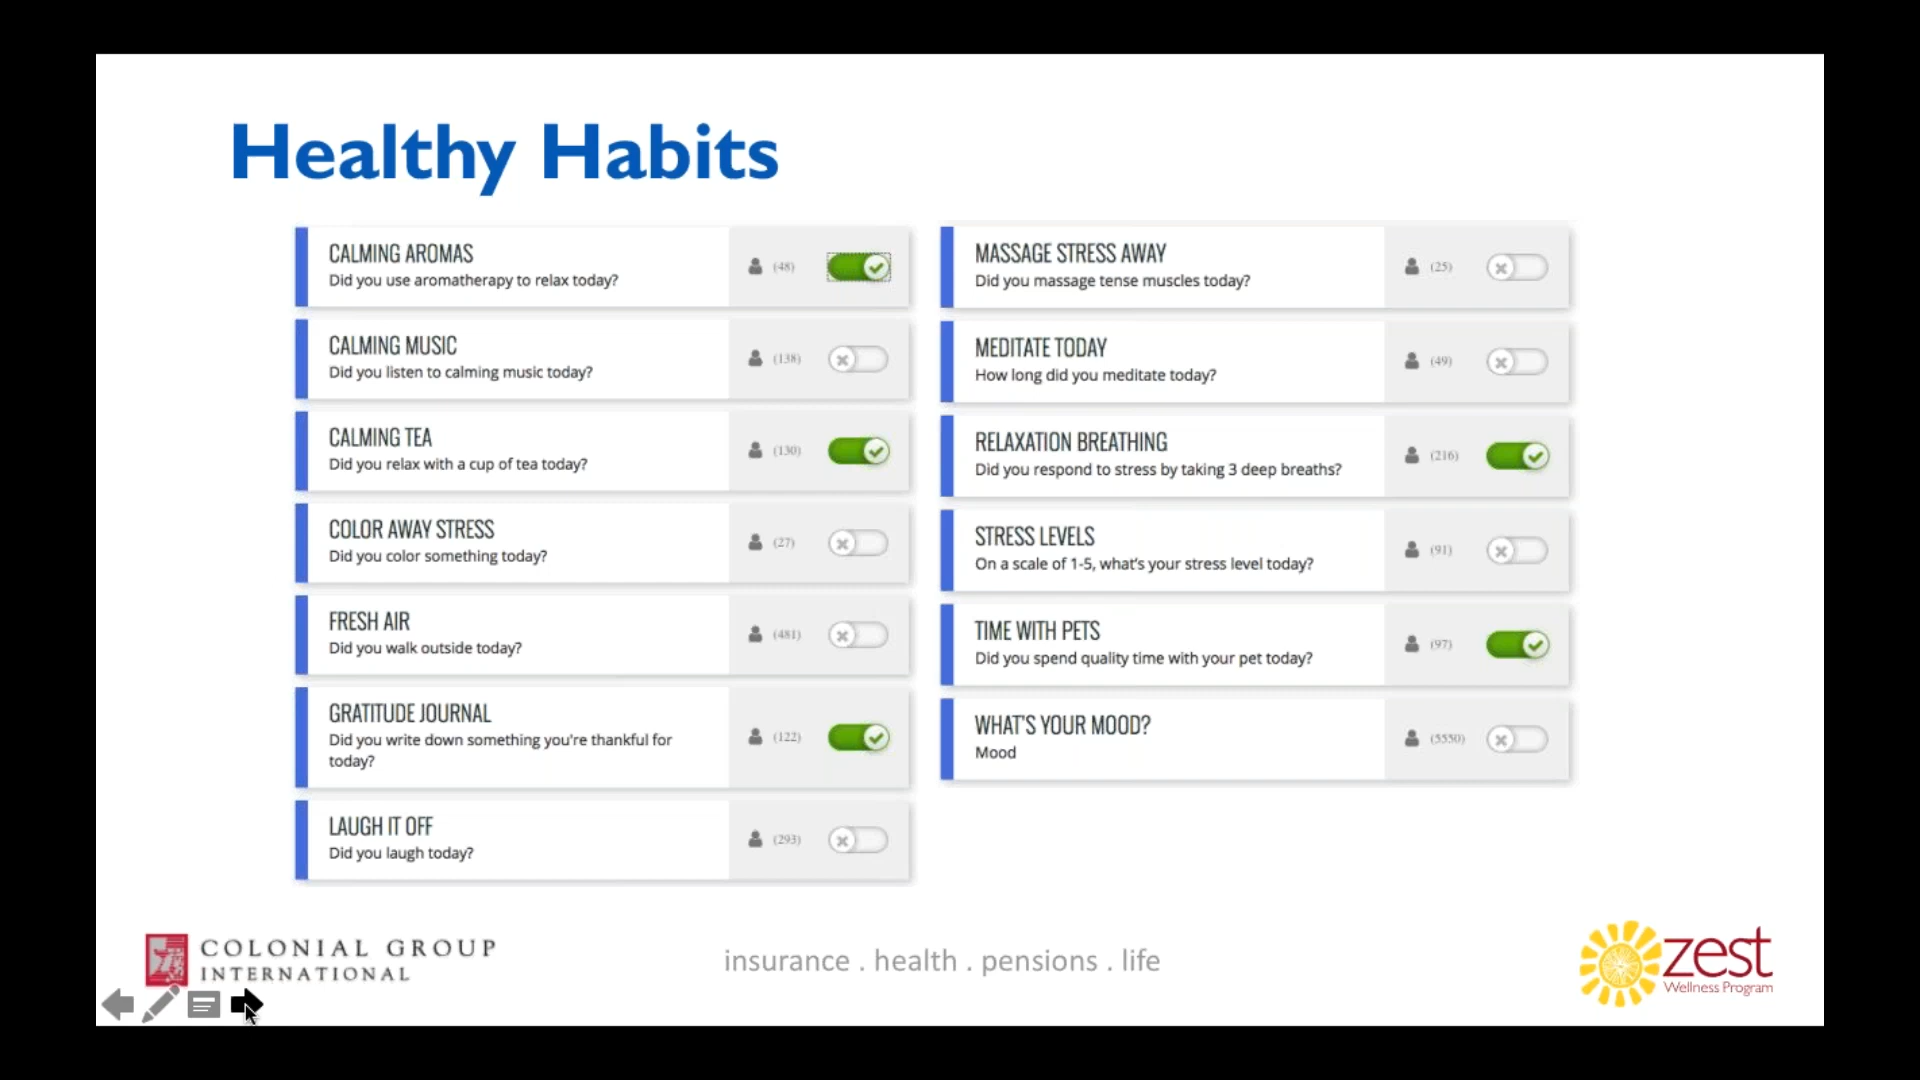 Healthy Habits
CALMING AROMAS
Did you use aromatherapy to relax today?
(48)
CALMING MUSIC
Did you listen to calming music today?
(138)
CALMING TEA
Did you relax with a cup of tea today?
(130)
COLOR AWAY STRESS
Did you color something today?
(27)
FRESH AIR
Did you walk outside today?
(481)
GRATITUDE JOURNAL
Did you write down something you're thankful for
today?
(122)
LAUGH IT OFF
Did you laugh today?
(293)
MASSAGE STRESS AWAY
Did you massage tense muscles today?
(25)
MEDITATE TODAY
How long did you meditate today?
(49)
RELAXATION BREATHING
Did you respond to stress by taking 3 deep breaths?
(216)
STRESS LEVELS
On a scale of 1-5, what's your stress level today?
(91)
TIME WITH PETS
Did you spend quality time with your pet today?
(97)
WHAT'S YOUR MOOD?
Mood
(5550)
COLONIAL GROUP
INTERNATIONAL
insurance . health . pensions . life
zest
Wellness Program